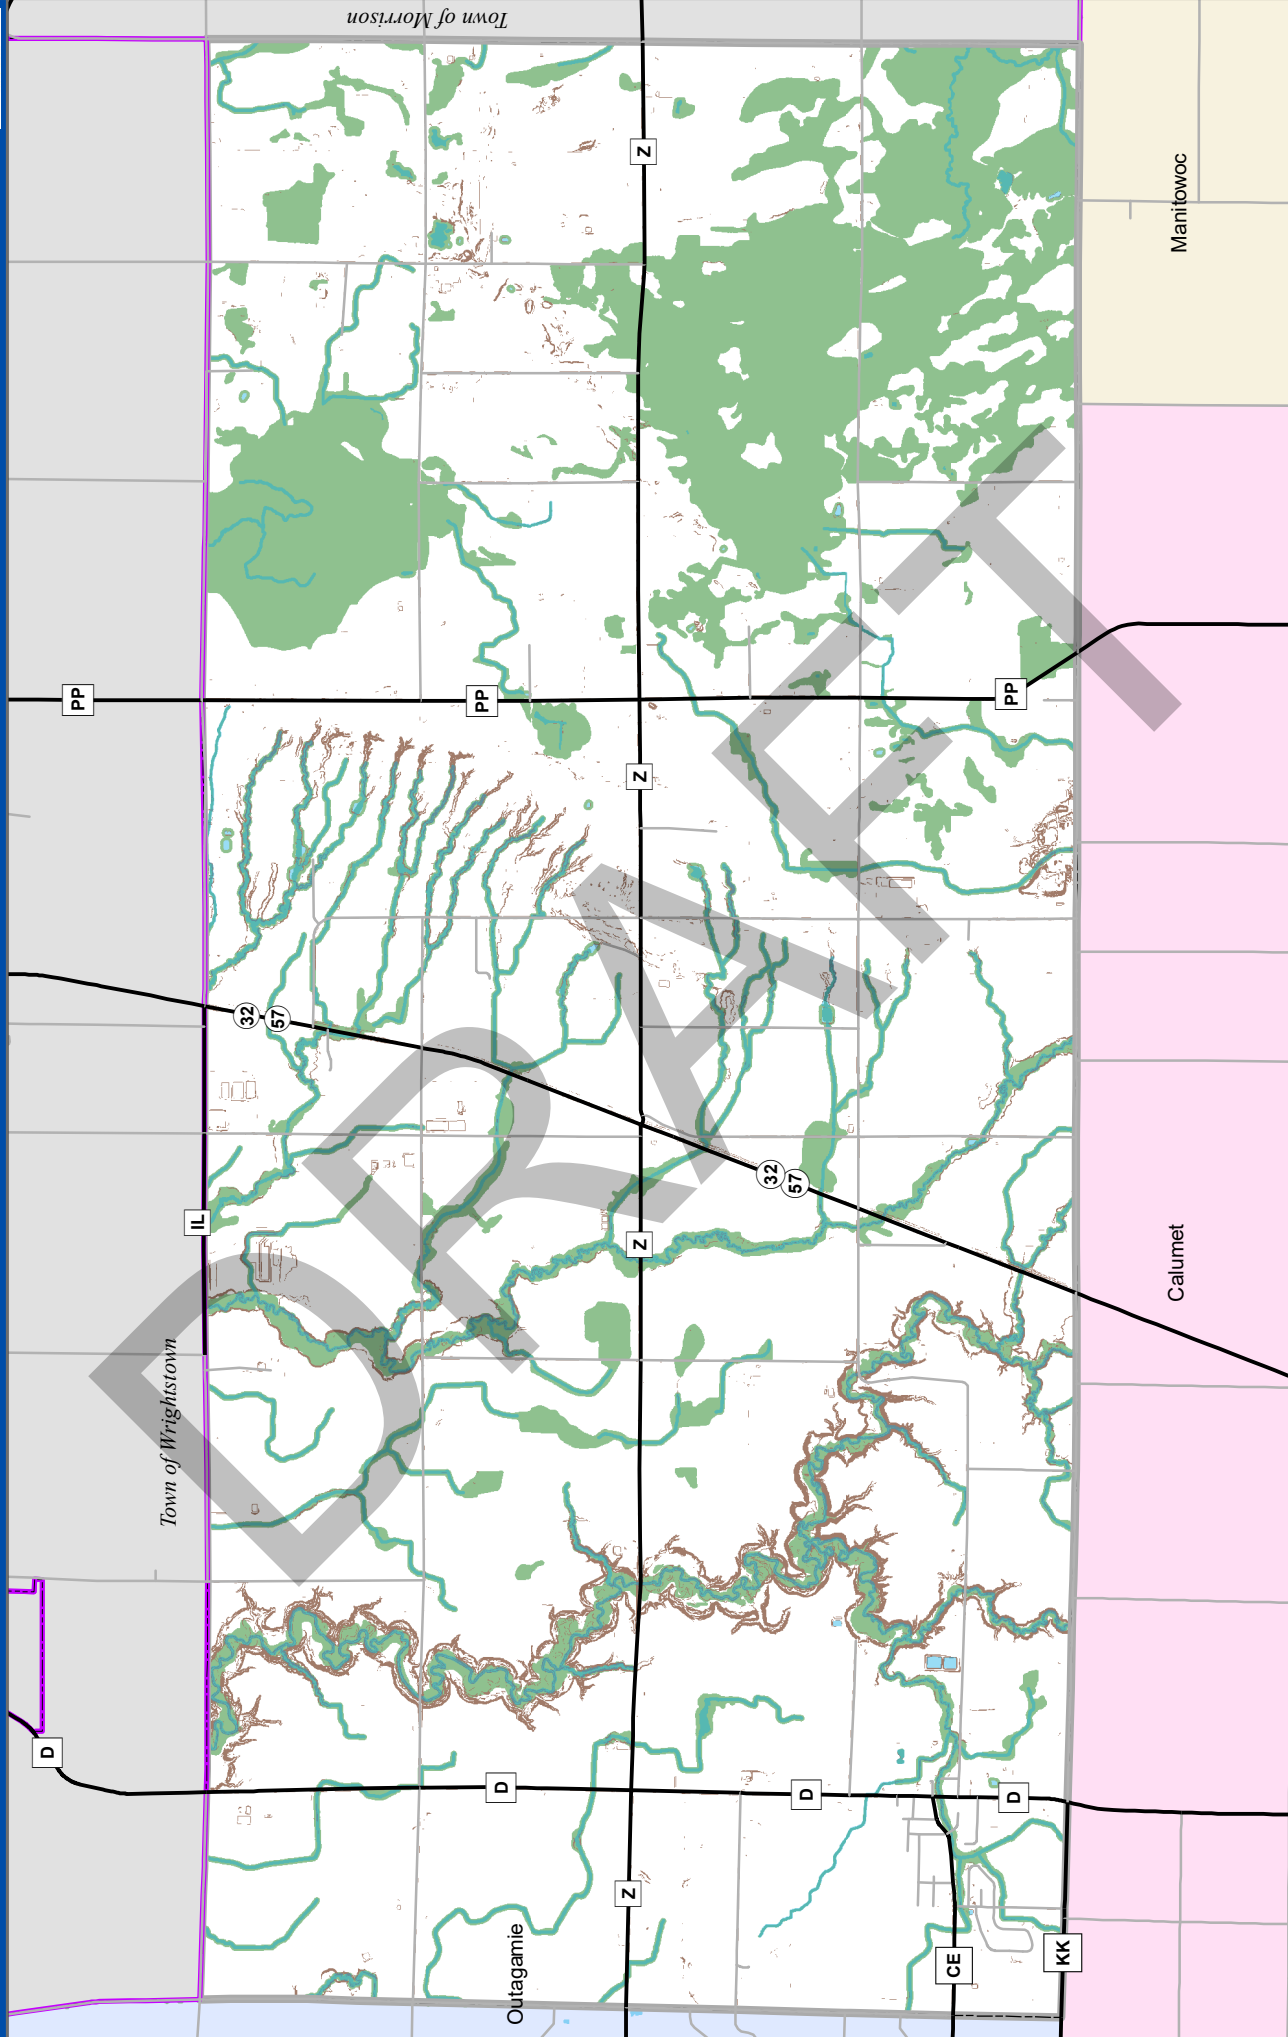 Town of Morrison
Z
Manitowoc
PP
PP
PP
Z
32
57
IL
Z
32
57
Calumet
Town of Wrightstown
D
D
D
D
Z
Outagamie
CE
KK
DRAFT